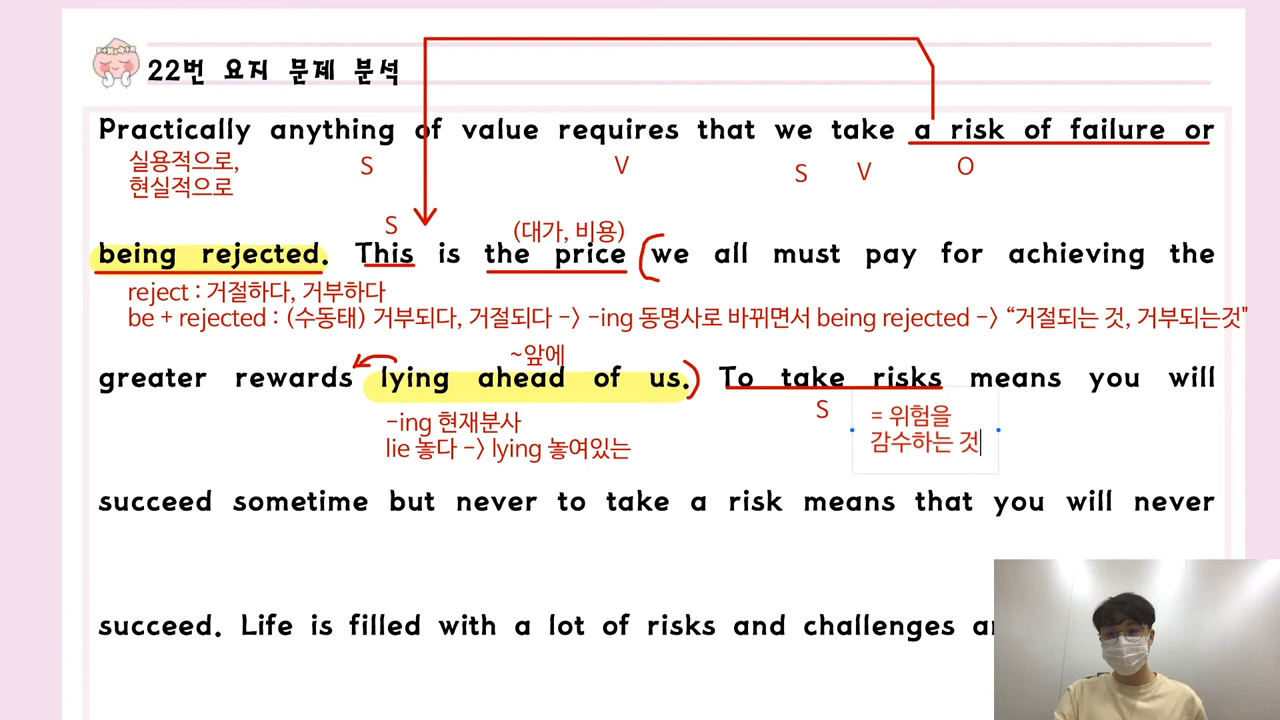 22번 요지 문제 분석
Practically anything of value requires that we take a risk of failure or
실용적으로,
현실적으로
S
V
S
V
O
S
(대가, 비용)
being rejected. This is the price we all must pay for achieving the
reject : 거절하다, 거부하다
be + rejected : (수동태) 거부되다, 거절되다 -> -ing 동명사로 바뀌면서 being rejected -> “거절되는 것, 거부되는것"
~앞에
greater rewards lying ahead of us. To take risks means you will
-ing 현재분사
lie 놓다 -> lying 놓여있는
S
= 위험을
감수하는 것
succeed sometime but never to take a risk means that you will never
succeed. Life is filled with a lot of risks and challenges